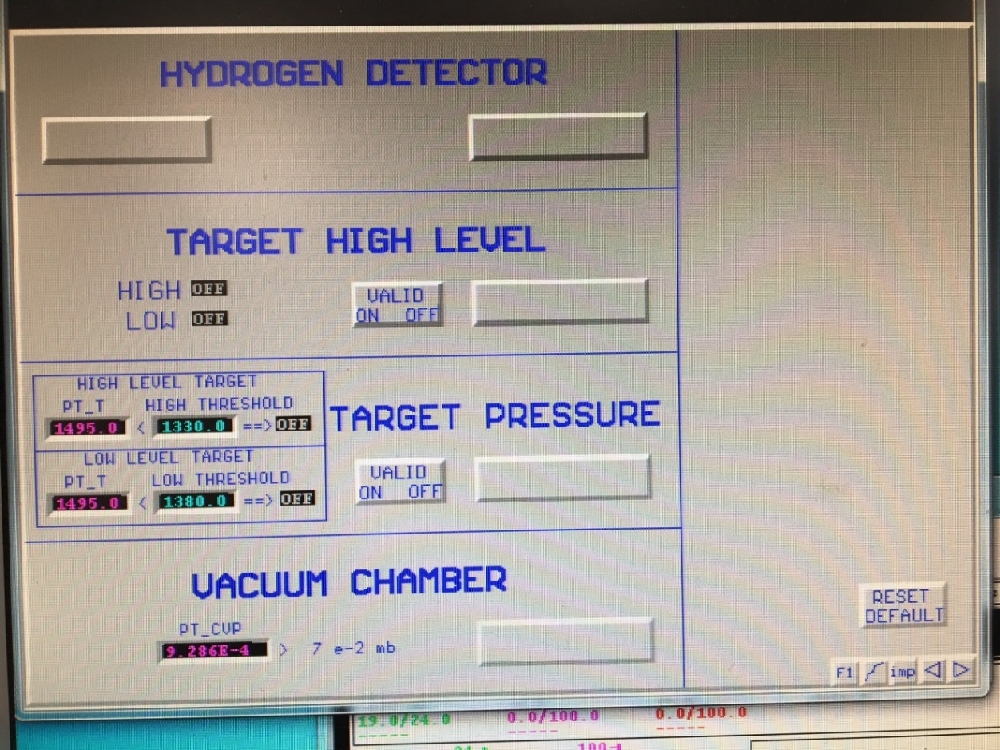 HYDROGEN DETECTOR
TARGET HIGH LEVEL
HIGH OFF
LOW OFF
VALID
ON OFF
HIGH LEVEL TARGET
PT_T HIGH THRESHOLD
1495.0 < 1330.0 ==> OFF
LOW LEVEL TARGET
PT_T LOW THRESHOLD
1495.0 < 1380.0 ==> OFF
TARGET PRESSURE
VALID
ON OFF
VACUUM CHAMBER
PT_CVP
9.286E-4 > 7 e-2 mb
RESET
DEFAULT
F1 imp
19.0/24.0 0.0/100.0 0.0/100.0